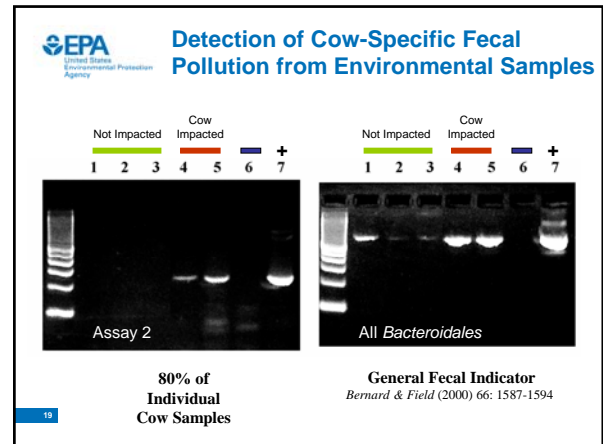 EPA
United States
Environmental Protection
Agency
Detection of Cow-Specific Fecal
Pollution from Environmental Samples
Not Impacted
Cow
Impacted
+
1 2 3 4 5 6 7
Assay 2
80% of
Individual
Cow Samples
Not Impacted
Cow
Impacted
+
1 2 3 4 5 6 7
All Bacteroidales
General Fecal Indicator
Bernard & Field (2000) 66: 1587-1594
19